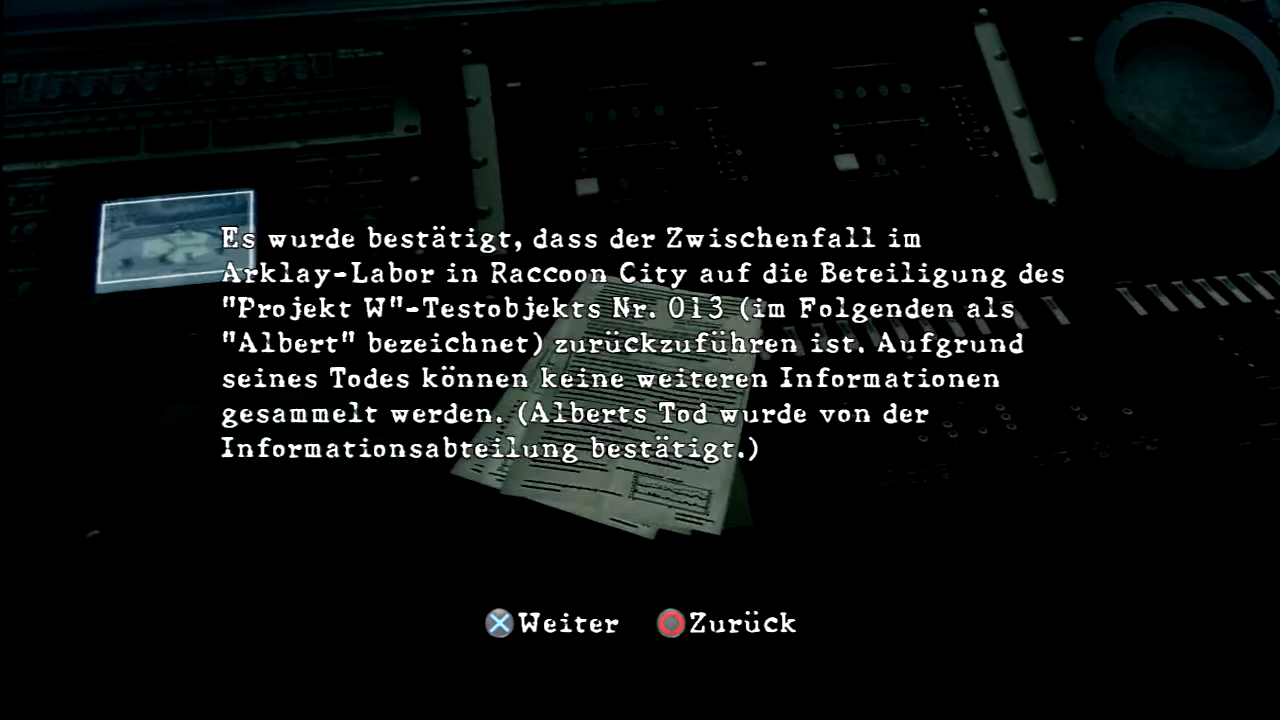 Es wurde bestätigt, dass der Zwischenfall im
Arklay-Labor in Raccoon City auf die Beteiligung des
"Projekt W"-Testobjekts Nr. 013 (im Folgenden als
"Albert" bezeichnet) zurückzuführen ist. Aufgrund
seines Todes können keine weiteren Informationen
gesammelt werden. (Alberts Tod wurde von der
Informationsabteilung bestätigt.)
Weiter Zurück